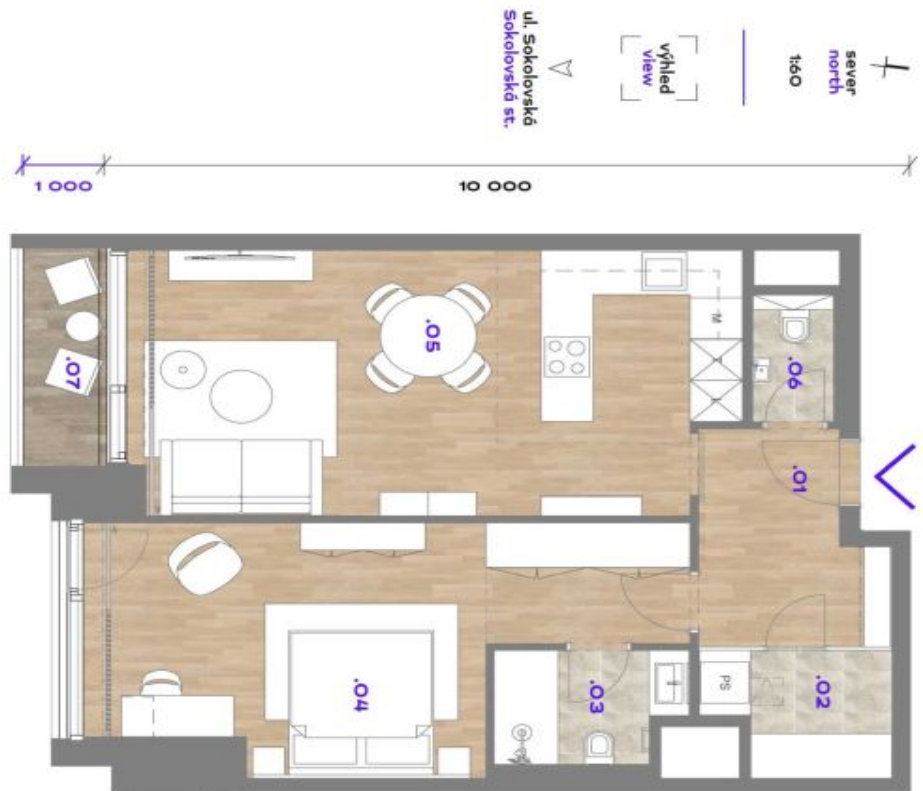 sever
north
1:60
výhled
view
ul. Sokolovská
Sokolovská st.
1 000
10 000
.07
.05
M
.06
.01
.04
.03
PS
.02